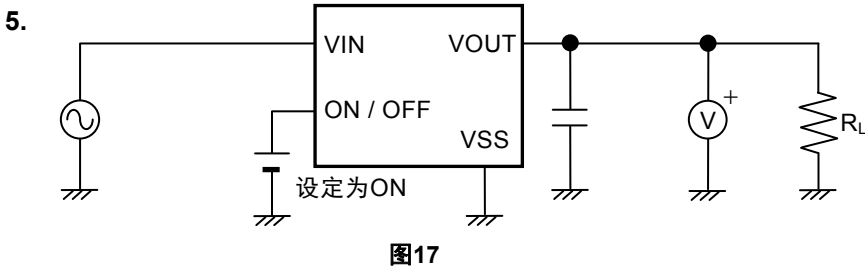 5.
VIN
VOUT
ON / OFF
VSS
设定为ON
V
+
RL
图17